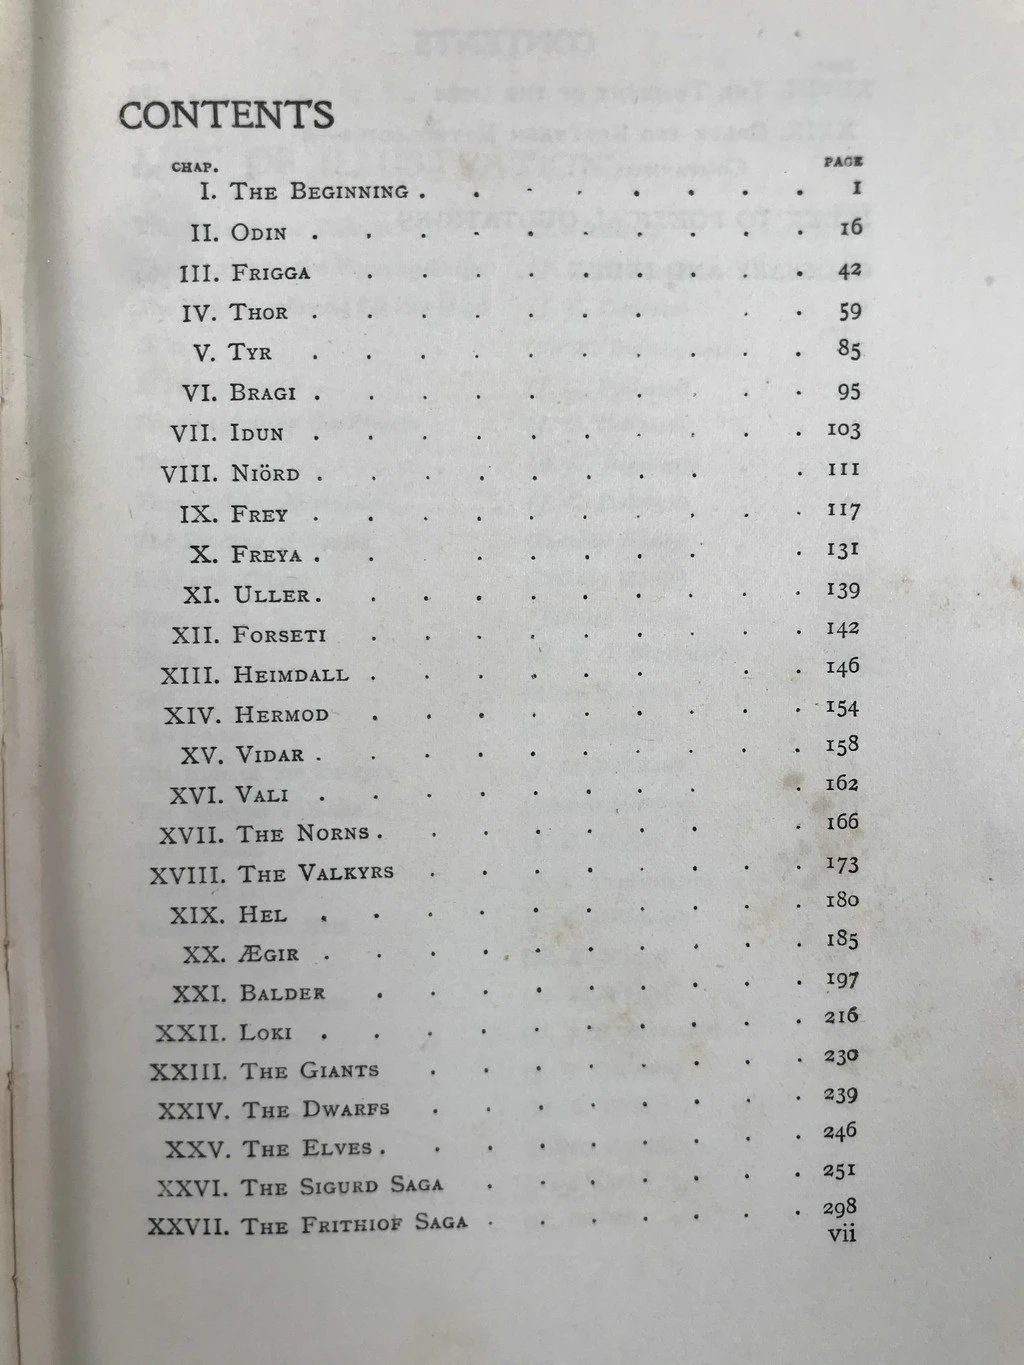 CONTENTS
CHAP. PAGE
I. THE BEGINNING . . . . . . . . 1
II. ODIN . . . . . . . . . . 16
III. FRIGGA . . . . . . . . . 42
IV. THOR . . . . . . . . . 59
V. TYR . . . . . . . . . . 85
VI. BRAGI . . . . . . . . . 95
VII. IDUN . . . . . . . . . . 103
VIII. NIÖRD . . . . . . . . . 111
IX. FREY . . . . . . . . . . 117
X. FREYA . . . . . . . . 131
XI. ULLER . . . . . . . . . . 139
XII. FORSETI . . . . . . . . . 142
XIII. HEIMDALL . . . . . . . . 146
XIV. HERMOD . . . . . . . . . 154
XV. VIDAR . . . . . . . . . . 158
XVI. VALI . . . . . . . . . 162
XVII. THE NORNS . . . . . . . . 166
XVIII. THE VALKYRS . . . . . . . . 173
XIX. HEL . . . . . . . . . . 180
XX. ÆGIR . . . . . . . . . . 185
XXI. BALDER . . . . . . . . . 197
XXII. LOKI . . . . . . . . . . 216
XXIII. THE GIANTS . . . . . . . . 230
XXIV. THE DWARFS . . . . . . . . 239
XXV. THE ELVES . . . . . . . . . 246
XXVI. THE SIGURD SAGA . . . . . . . 251
XXVII. THE FRITHIOF SAGA . . . . . . . 298
vii